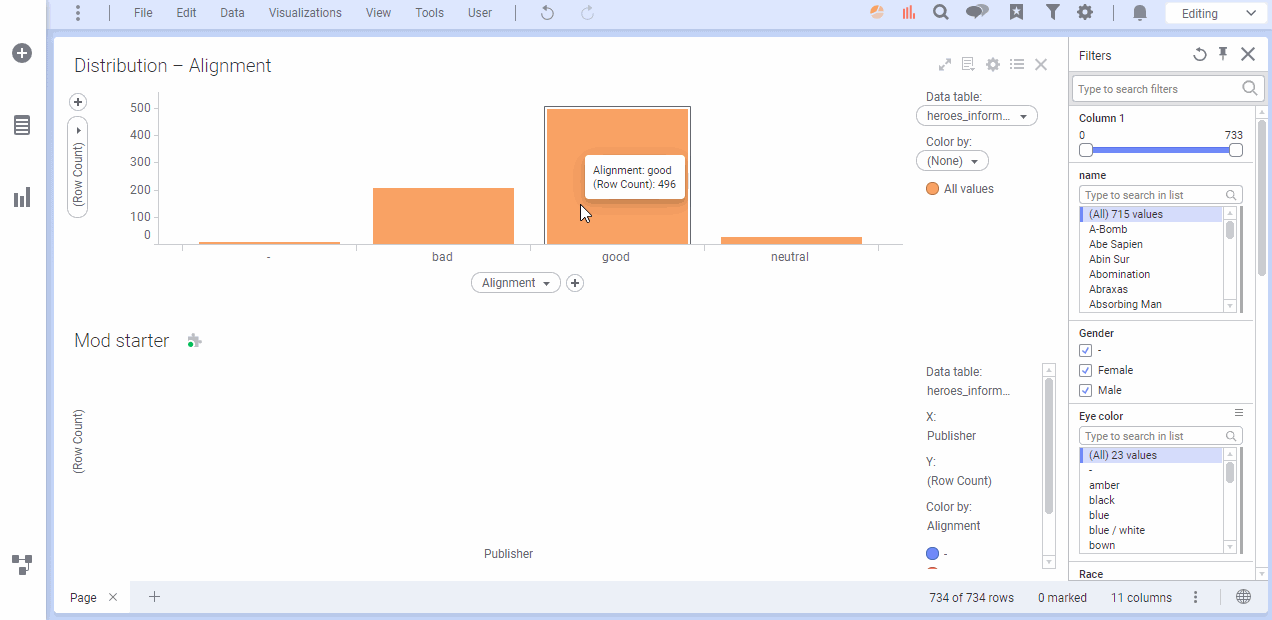 File Edit Data Visualizations View Tools User Editing
Distribution – Alignment
(Row Count)
500
400
300
200
100
0
Alignment: good
(Row Count): 496
- bad good neutral
Alignment
Data table:
heroes_inform...
Color by:
(None)
All values
Mod starter
(Row Count)
Publisher
Data table:
heroes_inform...
X:
Publisher
Y:
(Row Count)
Color by:
Alignment
-
Filters
Type to search filters
Column 1
0 733
name
Type to search in list
(All) 715 values
A-Bomb
Abe Sapien
Abin Sur
Abomination
Abraxas
Absorbing Man
Gender
-
Female
Male
Eye color
Type to search in list
(All) 23 values
-
amber
black
blue
blue / white
bown
Race
Page 734 of 734 rows 0 marked 11 columns